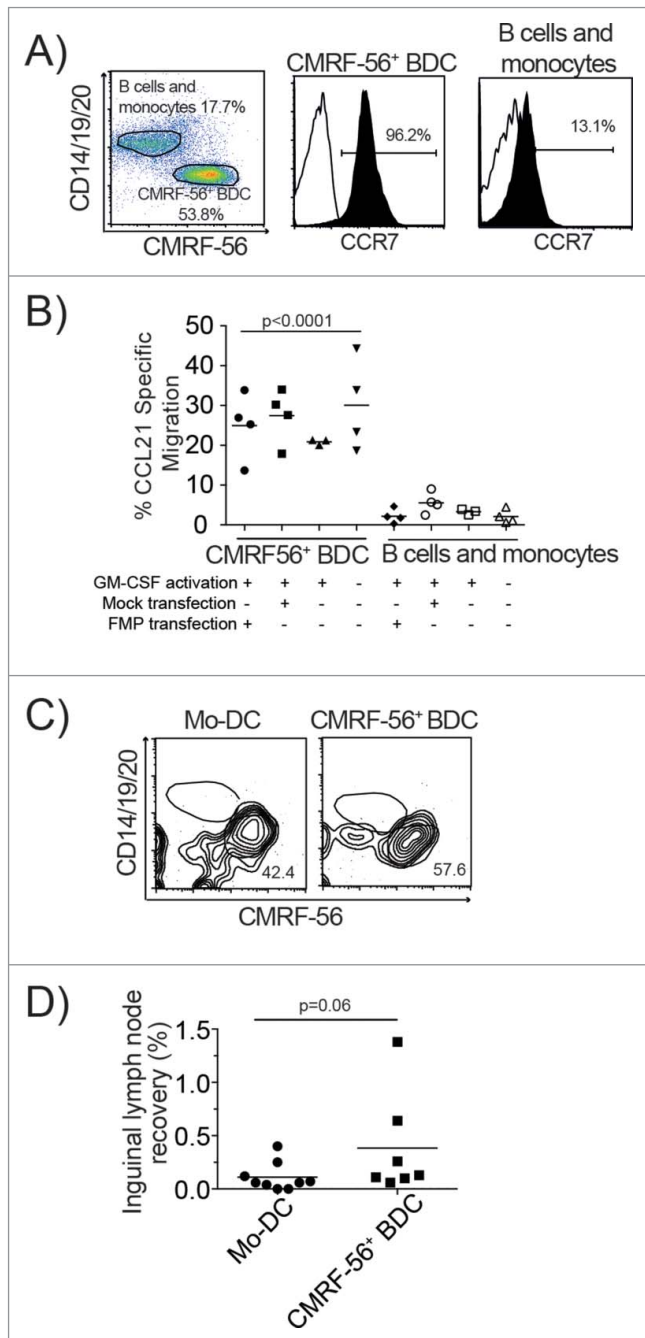 A)
CD14/19/20
B cells and
monocytes 17.7%
CMRF-56⁺ BDC
53.8%
CMRF-56
CMRF-56⁺ BDC
96.2%
CCR7
B cells and
monocytes
13.1%
CCR7
B)
% CCL21 Specific
Migration
p<0.0001
50
40
30
20
10
0
CMRF56⁺ BDC
B cells and monocytes
GM-CSF activation + + + - + + + -
Mock transfection - + - - - + - -
FMP transfection + - - - + - - -
C)
Mo-DC
CMRF-56⁺ BDC
CD14/19/20
42.4
57.6
CMRF-56
D)
p=0.06
Inguinal lymph node
recovery (%)
1.5
1.0
0.5
0.0
Mo-DC
CMRF-56⁺ BDC